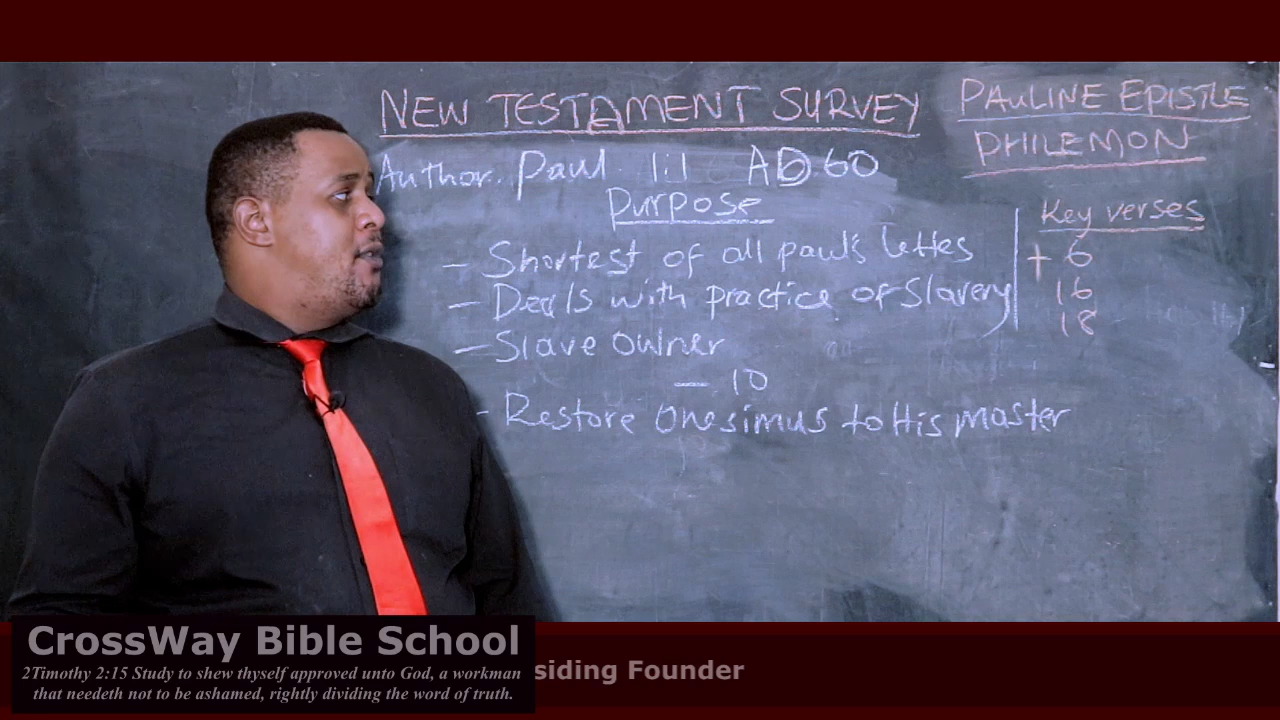 NEW TESTAMENT SURVEY
PAULINE EPISTLE
PHILEMON
Author. Paul 1:1 AD.60
Purpose
- Shortest of all paul's lettes
- Deals with practice of Slavery
- Slave owner
- 10
- Restore Onesimus to His master
Key verses
+ 6
16
18
CrossWay Bible School
2Timothy 2:15 Study to shew thyself approved unto God, a workman
that needeth not to be ashamed, rightly dividing the word of truth.
siding Founder